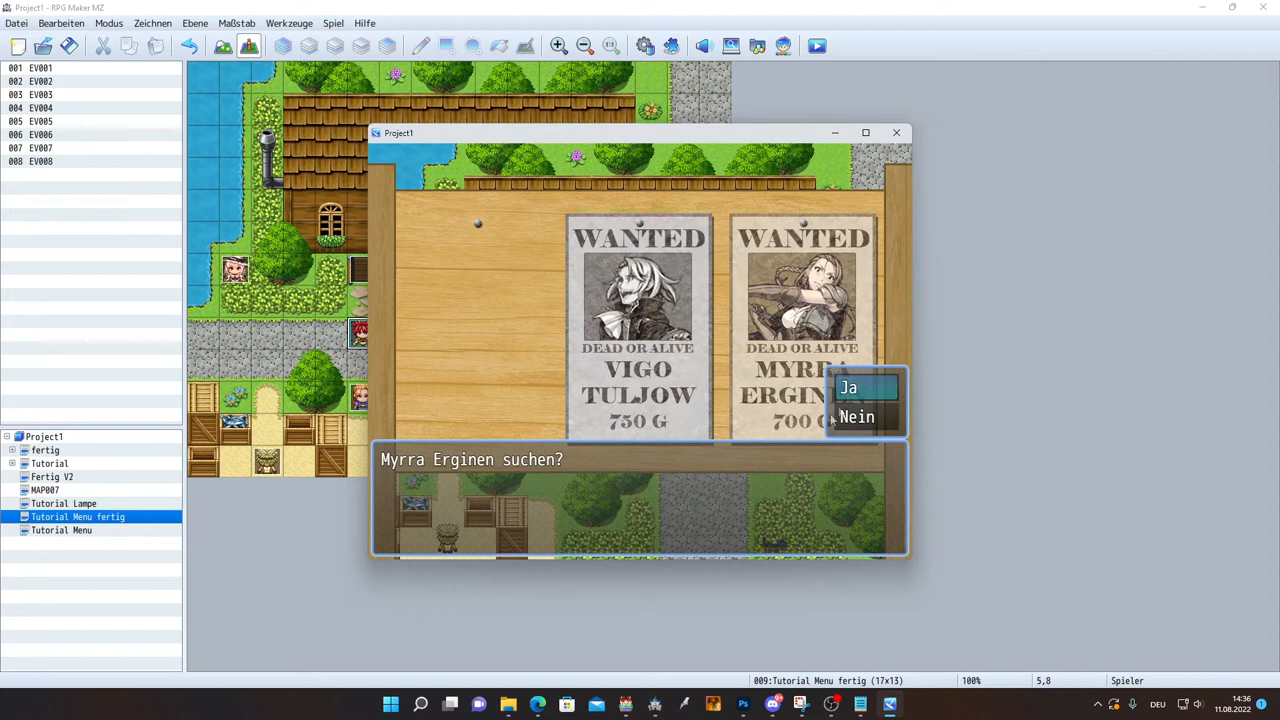 Project1 - RPG Maker MZ
Datei Bearbeiten Modus Zeichnen Ebene Maßstab Werkzeuge Spiel Hilfe
001 EV001
002 EV002
003 EV003
004 EV004
005 EV005
006 EV006
007 EV007
008 EV008
Project1
fertig
Tutorial
Fertig V2
MAP007
Tutorial Lampe
Tutorial Menu fertig
Tutorial Menu
Project1
WANTED
DEAD OR ALIVE
VIGO
TULJOW
750 G
WANTED
DEAD OR ALIVE
700
Ja
Nein
Myrra Erginen suchen?
009:Tutorial Menu fertig (17x13) 100% 5,8 Spieler
DEU
14:36
11.08.2022